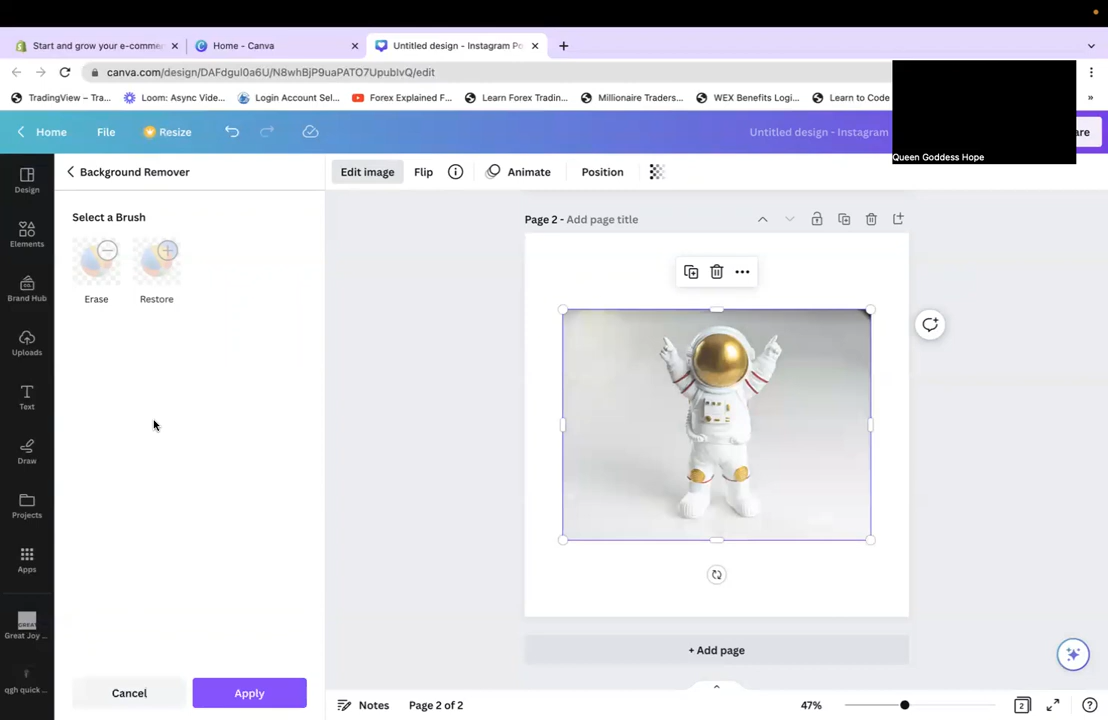 Start and grow your e-commer
Home - Canva
Untitled design - Instagram Po
canva.com/design/DAFdgul0a6U/N8whBjP9uaPATO7UpublvQ/edit
TradingView – Tra...
Loom: Async Vide...
Login Account Sel...
Forex Explained F...
Learn Forex Tradin...
Millionaire Traders...
WEX Benefits Logi...
Learn to Code
»
Queen Goddess Hope
Home
File
Resize
Untitled design - Instagram
are
Design
Elements
Brand Hub
Uploads
Text
Draw
Projects
Apps
GREAT
Great Joy ...
qgh quick ...
Background Remover
Select a Brush
Erase
Restore
Cancel
Apply
Edit image
Flip
Animate
Position
Page 2 - Add page title
+ Add page
Notes
Page 2 of 2
47%
2